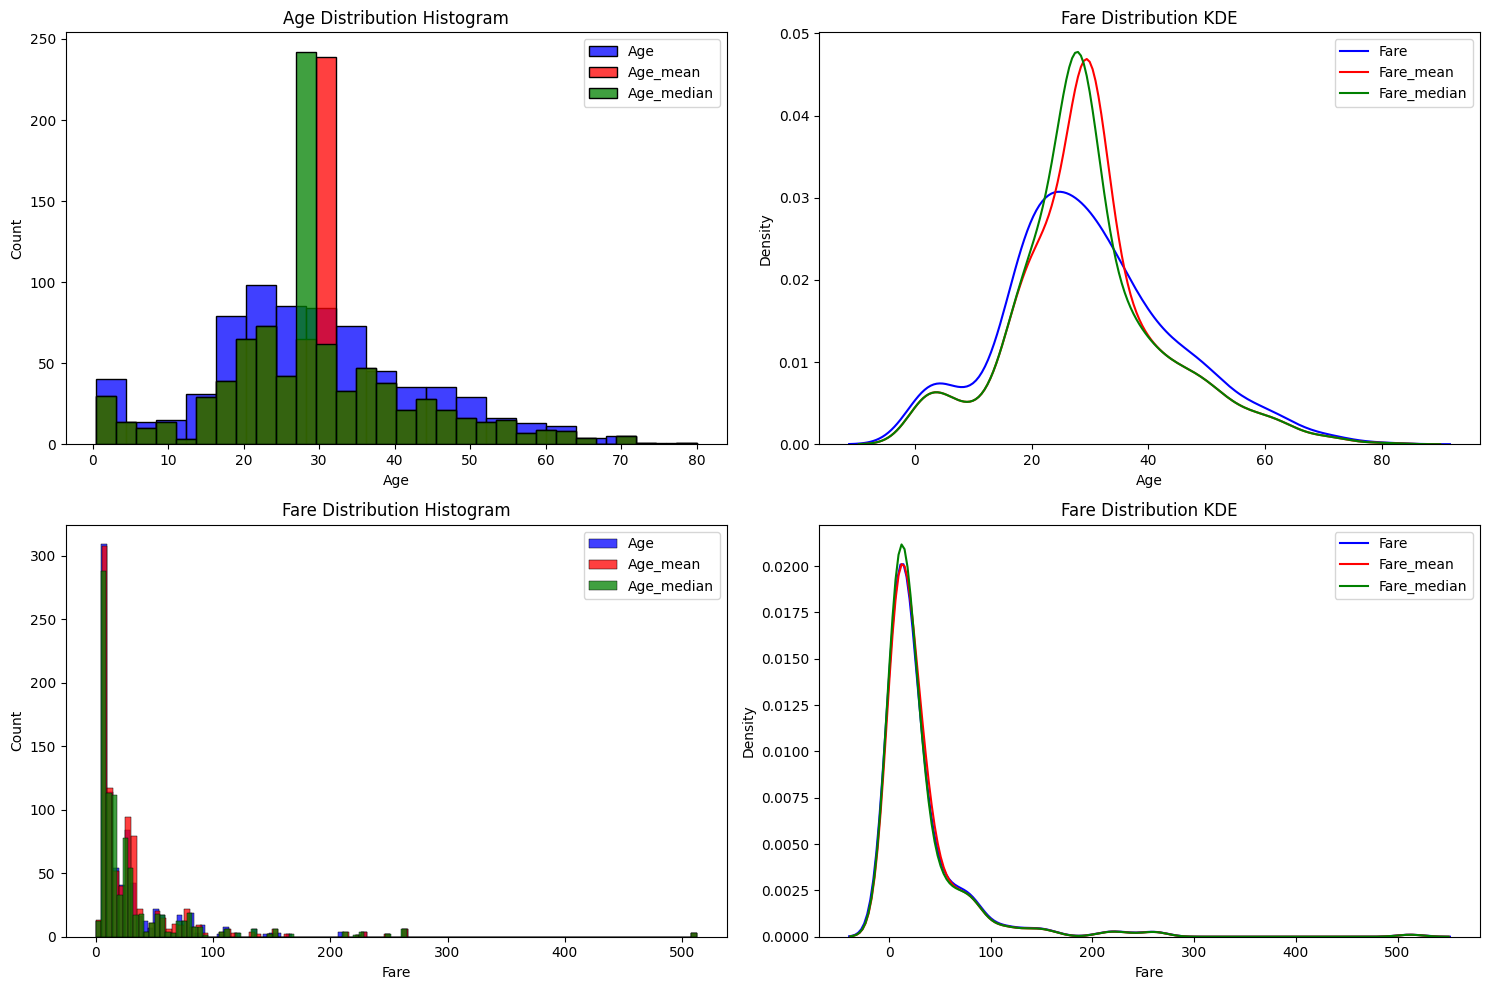 Age Distribution Histogram
Count
250
200
150
100
50
0
0 10 20 30 40 50 60 70 80
Age
Age
Age_mean
Age_median
Fare Distribution KDE
Density
0.05
0.04
0.03
0.02
0.01
0.00
0 20 40 60 80
Age
Fare
Fare_mean
Fare_median
Fare Distribution Histogram
Count
300
250
200
150
100
50
0
0 100 200 300 400 500
Fare
Age
Age_mean
Age_median
Fare Distribution KDE
Density
0.0200
0.0175
0.0150
0.0125
0.0100
0.0075
0.0050
0.0025
0.0000
0 100 200 300 400 500
Fare
Fare
Fare_mean
Fare_median